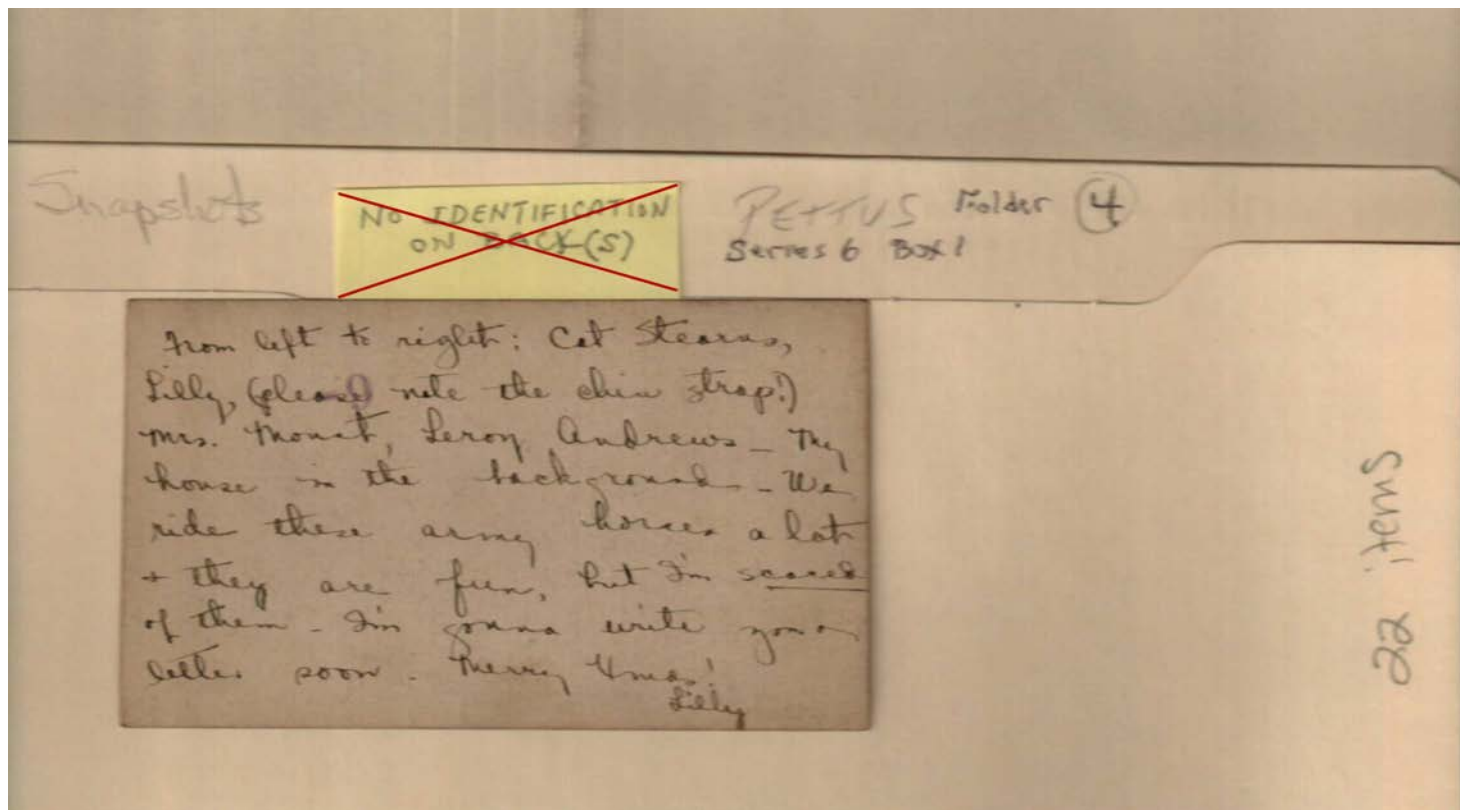 Snapshots
NO IDENTIFICATION
ON BACK(S)
PETTUS Folder 4
Series 6 Box 1
From left to right: Cat Stearns,
Lilly, (please note the chin strap!)
Mrs. Mount, Leroy Andrews - My
house in the background - We
ride these army horses a lot
+ they are fun, but I'm scared
of them - I'm gonna write you a
letter soon. Merry Xmas!
Lilly
22 items